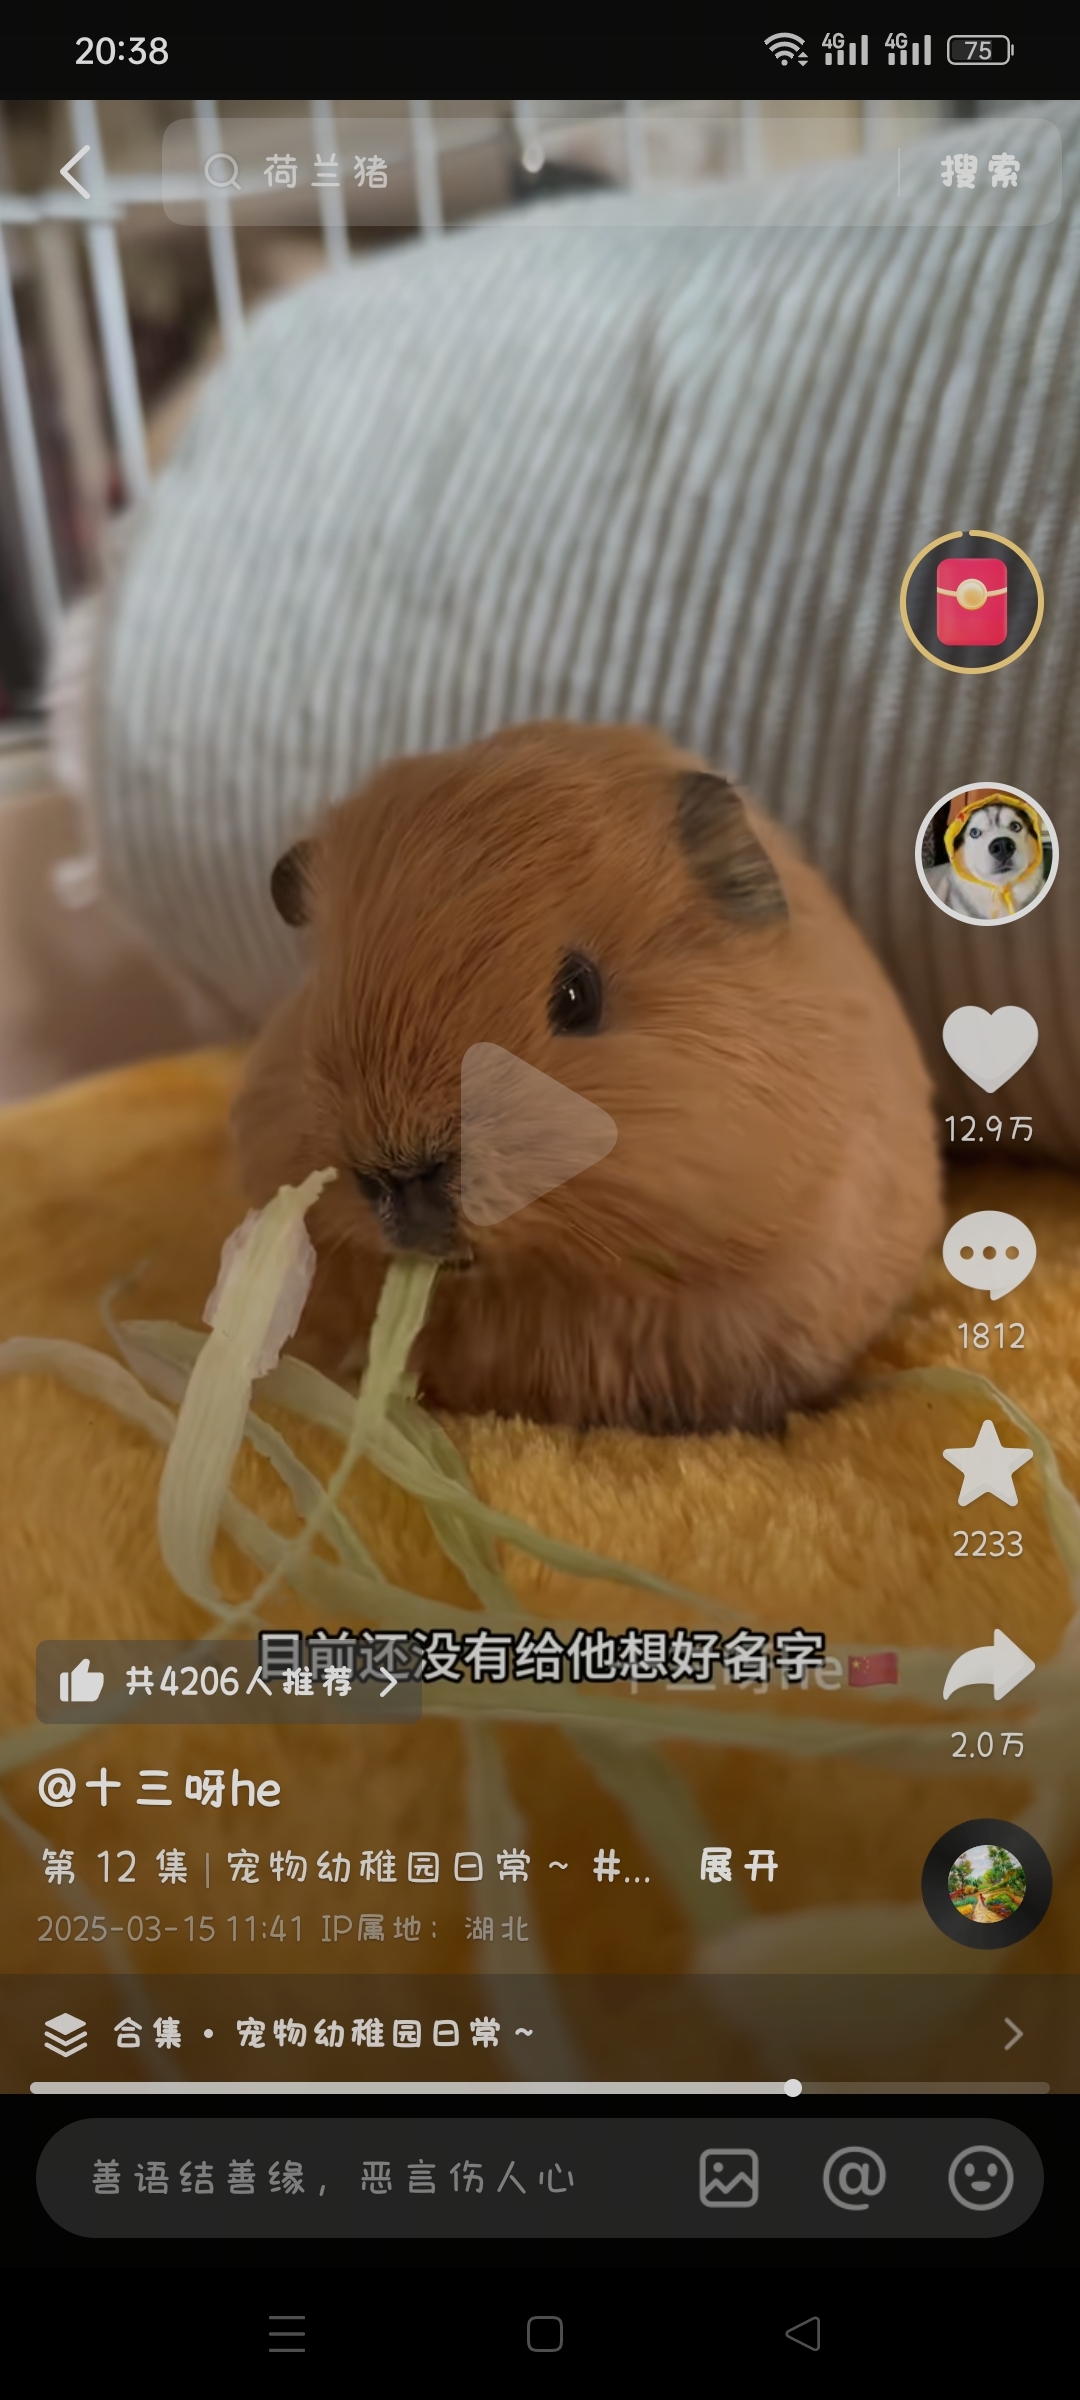 20:38
4G 4G 75
荷兰猪 搜索
12.9万
1812
2233
目前还没有给他想好名字
共4206人推荐
2.0万
@十三呀he
第 12 集 | 宠物幼稚园日常~ #... 展开
2025-03-15 11:41 IP属地：湖北
合集·宠物幼稚园日常~
善语结善缘，恶言伤人心